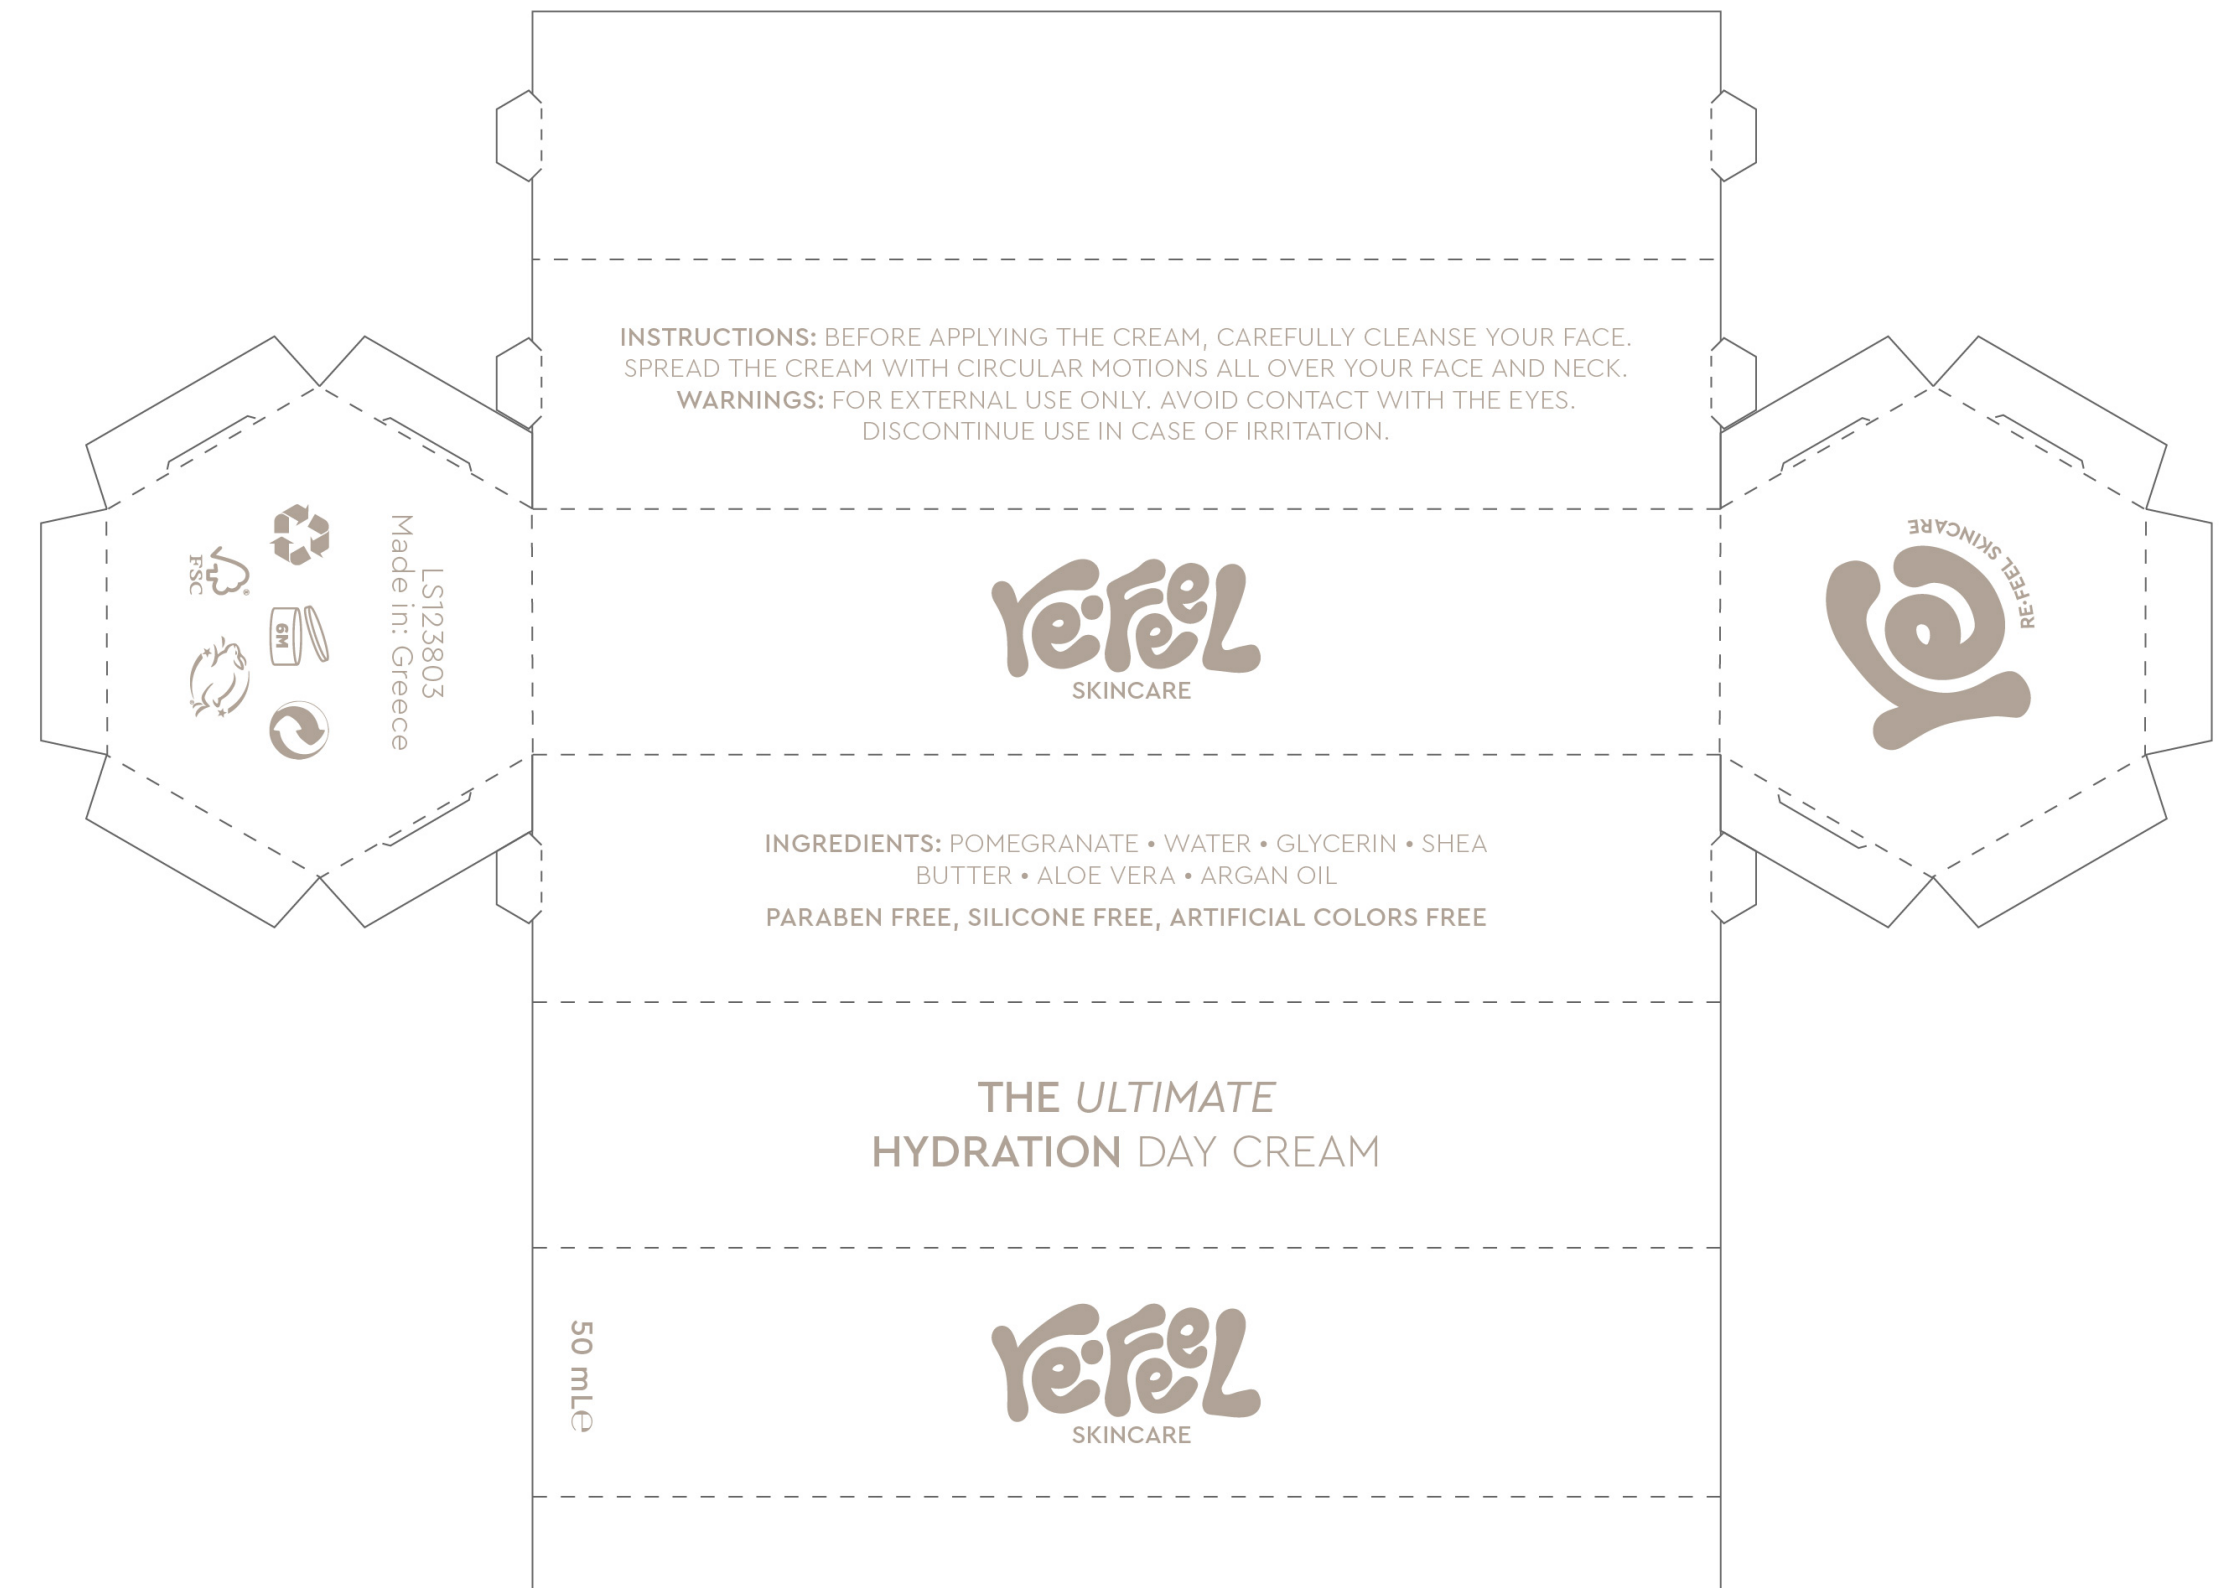 INSTRUCTIONS: BEFORE APPLYING THE CREAM, CAREFULLY CLEANSE YOUR FACE.
SPREAD THE CREAM WITH CIRCULAR MOTIONS ALL OVER YOUR FACE AND NECK.
WARNINGS: FOR EXTERNAL USE ONLY. AVOID CONTACT WITH THE EYES.
DISCONTINUE USE IN CASE OF IRRITATION.
LS123803
Made in: Greece
6M
FSC®
re:FeeL
SKINCARE
re
RE•FEEL SKINCARE
INGREDIENTS: POMEGRANATE • WATER • GLYCERIN • SHEA
BUTTER • ALOE VERA • ARGAN OIL
PARABEN FREE, SILICONE FREE, ARTIFICIAL COLORS FREE
THE ULTIMATE
HYDRATION DAY CREAM
50 mL℮
re:FeeL
SKINCARE